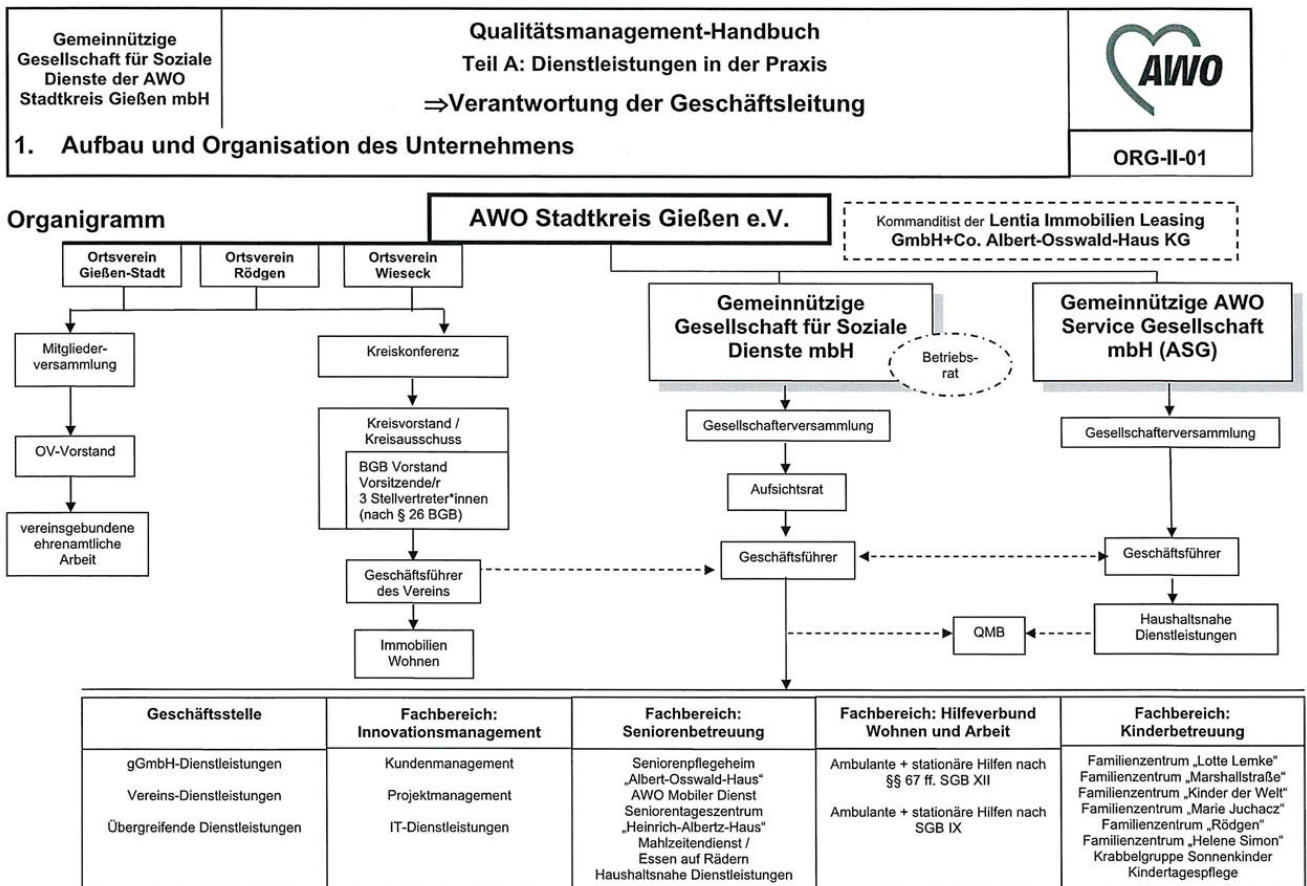 Gemeinnützige
Gesellschaft für Soziale
Dienste der AWO
Stadtkreis Gießen mbH
Qualitätsmanagement-Handbuch
Teil A: Dienstleistungen in der Praxis
⇒Verantwortung der Geschäftsleitung
AWO
1. Aufbau und Organisation des Unternehmens
ORG-II-01
Organigramm
AWO Stadtkreis Gießen e.V.
Kommanditist der Lentia Immobilien Leasing
GmbH+Co. Albert-Osswald-Haus KG
Ortsverein
Gießen-Stadt
Ortsverein
Rödgen
Ortsverein
Wieseck
Gemeinnützige
Gesellschaft für Soziale
Dienste mbH
Betriebs-
rat
Gemeinnützige AWO
Service Gesellschaft
mbH (ASG)
Mitglieder-
versammlung
Kreiskonferenz
Gesellschafterversammlung
Gesellschafterversammlung
OV-Vorstand
Kreisvorstand /
Kreisausschuss
BGB Vorstand
Vorsitzende/r
3 Stellvertreter*innen
(nach § 26 BGB)
Aufsichtsrat
vereinsgebundene
ehrenamtliche
Arbeit
Geschäftsführer
des Vereins
Geschäftsführer
Geschäftsführer
Immobilien
Wohnen
QMB
Haushaltsnahe
Dienstleistungen
Geschäftsstelle
gGmbH-Dienstleistungen
Vereins-Dienstleistungen
Übergreifende Dienstleistungen
Fachbereich:
Innovationsmanagement
Kundenmanagement
Projektmanagement
IT-Dienstleistungen
Fachbereich:
Seniorenbetreuung
Seniorenpflegeheim
„Albert-Osswald-Haus"
AWO Mobiler Dienst
Seniorentageszentrum
„Heinrich-Albertz-Haus"
Mahlzeitendienst /
Essen auf Rädern
Haushaltsnahe Dienstleistungen
Fachbereich: Hilfeverbund
Wohnen und Arbeit
Ambulante + stationäre Hilfen nach
§§ 67 ff. SGB XII
Ambulante + stationäre Hilfen nach
SGB IX
Fachbereich:
Kinderbetreuung
Familienzentrum „Lotte Lemke"
Familienzentrum „Marshallstraße"
Familienzentrum „Kinder der Welt"
Familienzentrum „Marie Juchacz"
Familienzentrum „Rödgen"
Familienzentrum „Helene Simon"
Krabbelgruppe Sonnenkinder
Kindertagespflege